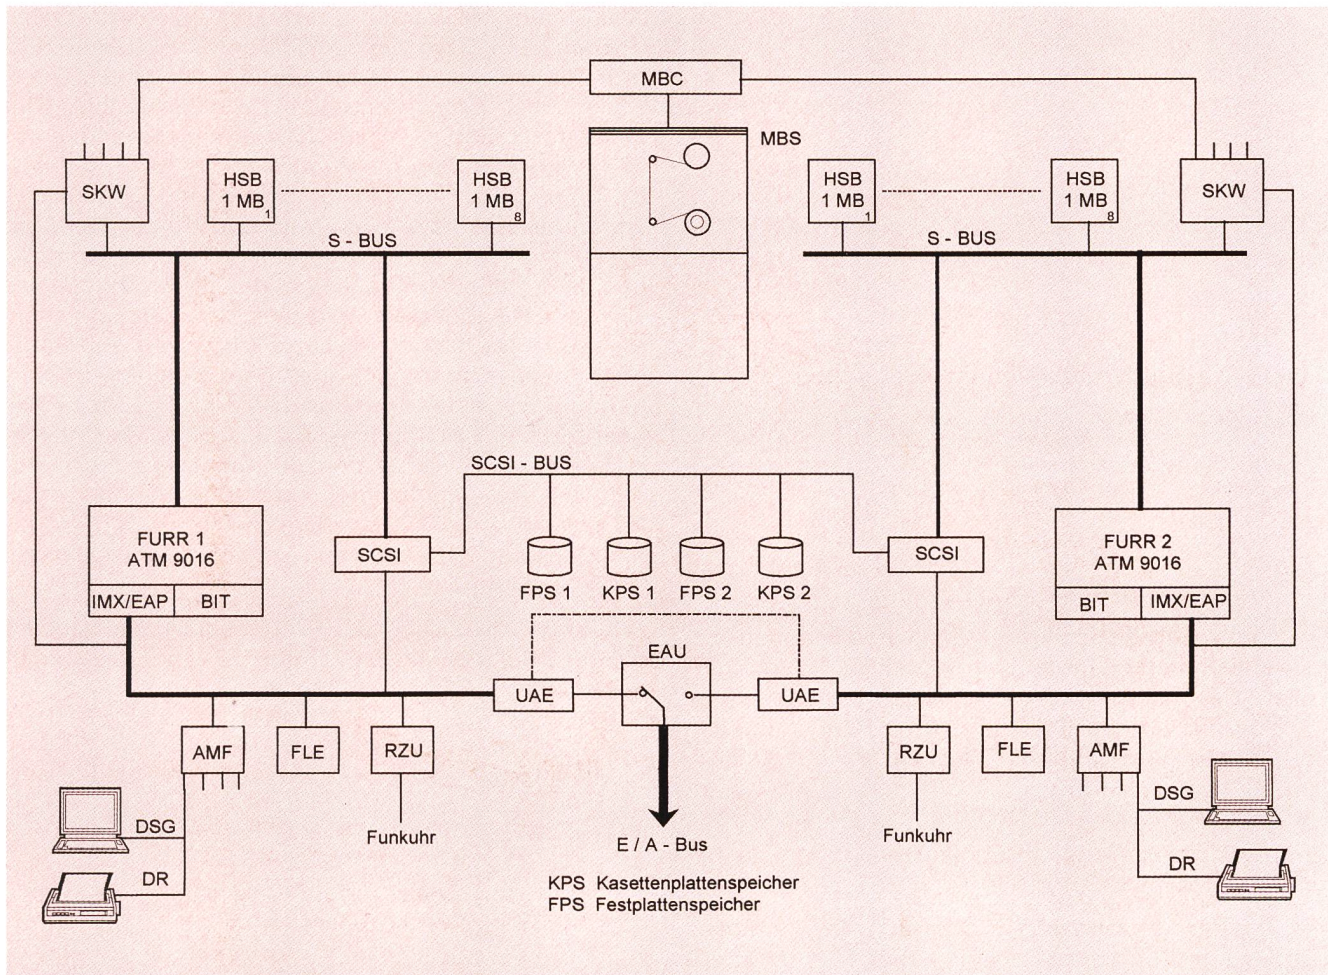 MBC
MBS
SKW
HSB
1 MB
1
HSB
1 MB
8
HSB
1 MB
1
HSB
1 MB
8
SKW
S - BUS
S - BUS
SCSI - BUS
FURR 1
ATM 9016
IMX/EAP
BIT
SCSI
FPS 1
KPS 1
FPS 2
KPS 2
SCSI
FURR 2
ATM 9016
BIT
IMX/EAP
EAU
UAE
UAE
AMF
FLE
RZU
RZU
FLE
AMF
DSG
DR
Funkuhr
Funkuhr
DSG
DR
E / A - Bus
KPS Kasettenplattenspeicher
FPS Festplattenspeicher